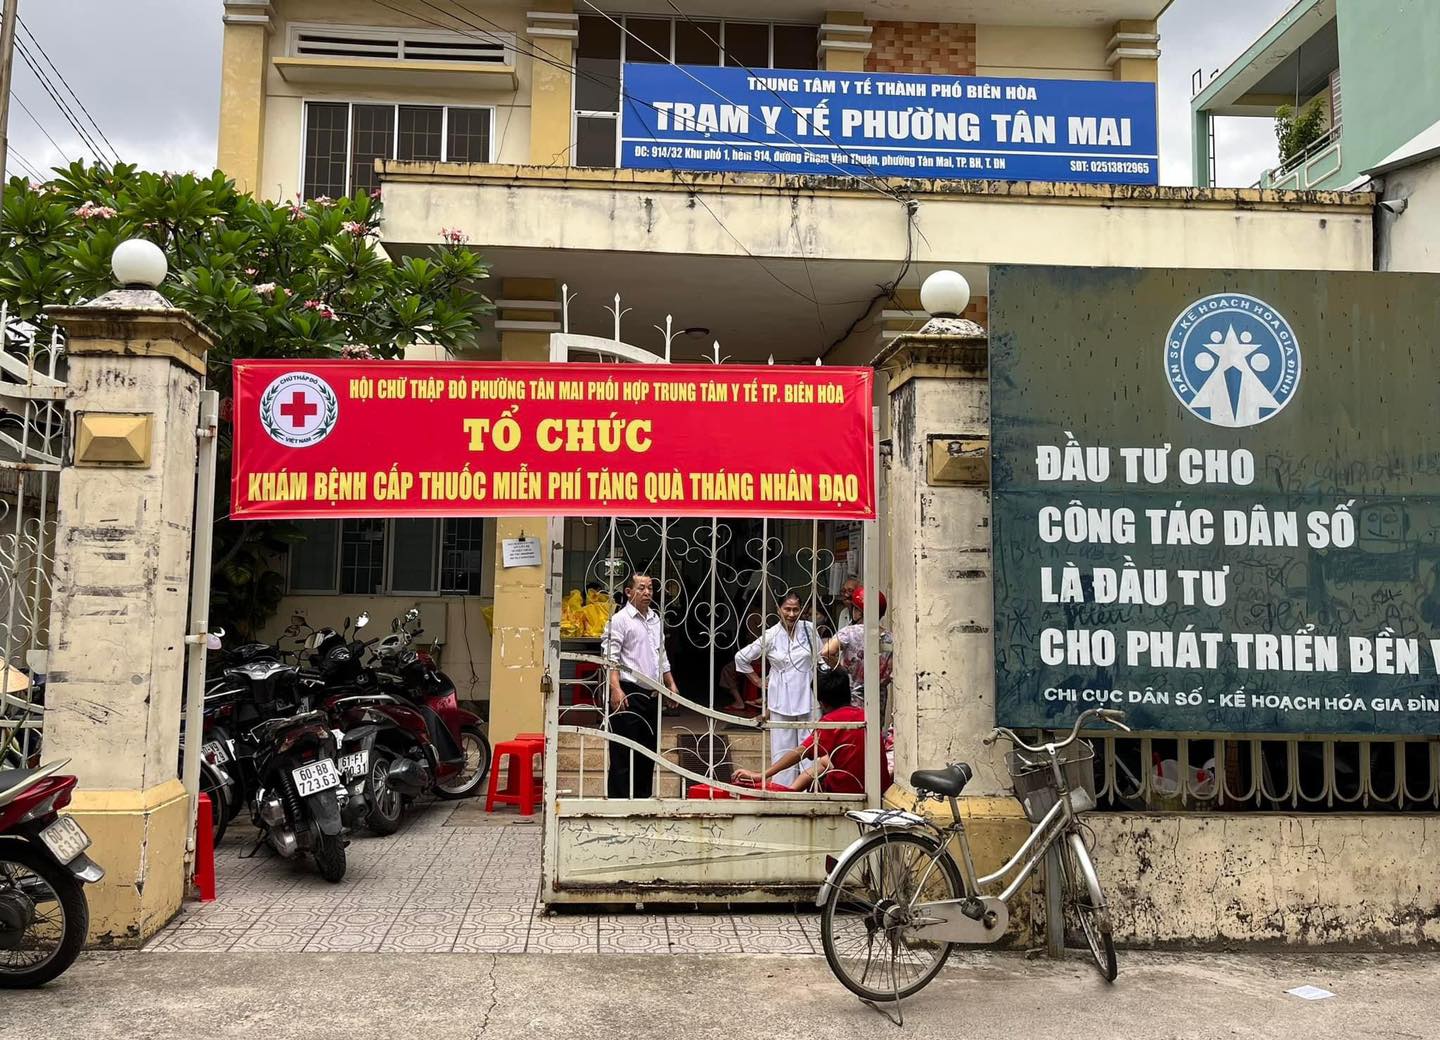 TRUNG TÂM Y TẾ THÀNH PHỐ BIÊN HÒA
TRẠM Y TẾ PHƯỜNG TÂN MAI
ĐC: 914/32 Khu phố 1, hẻm 914, đường Phạm Văn Thuận, phường Tân Mai, TP. BH, T. ĐN
SĐT: 02513812965
CHỮ THẬP ĐỎ
VIỆT NAM
HỘI CHỮ THẬP ĐỎ PHƯỜNG TÂN MAI PHỐI HỢP TRUNG TÂM Y TẾ TP. BIÊN HÒA
TỔ CHỨC
KHÁM BỆNH CẤP THUỐC MIỄN PHÍ TẶNG QUÀ THÁNG NHÂN ĐẠO
DÂN SỐ - KẾ HOẠCH HÓA GIA ĐÌNH
ĐẦU TƯ CHO
CÔNG TÁC DÂN SỐ
LÀ ĐẦU TƯ
CHO PHÁT TRIỂN BỀN
CHI CỤC DÂN SỐ - KẾ HOẠCH HÓA GIA ĐÌN
60-B8
723.63
61-F1